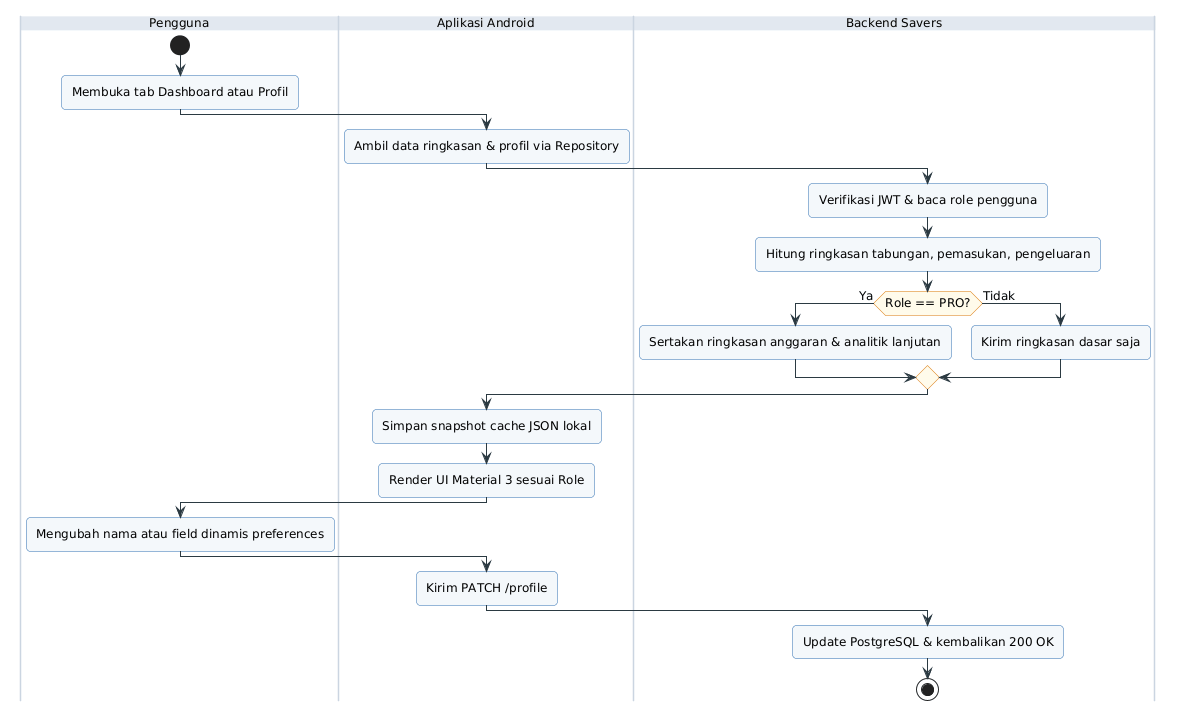 Pengguna
Aplikasi Android
Backend Savers
Membuka tab Dashboard atau Profil
Ambil data ringkasan & profil via Repository
Verifikasi JWT & baca role pengguna
Hitung ringkasan tabungan, pemasukan, pengeluaran
Ya
Role == PRO?
Tidak
Sertakan ringkasan anggaran & analitik lanjutan
Kirim ringkasan dasar saja
Simpan snapshot cache JSON lokal
Render UI Material 3 sesuai Role
Mengubah nama atau field dinamis preferences
Kirim PATCH /profile
Update PostgreSQL & kembalikan 200 OK